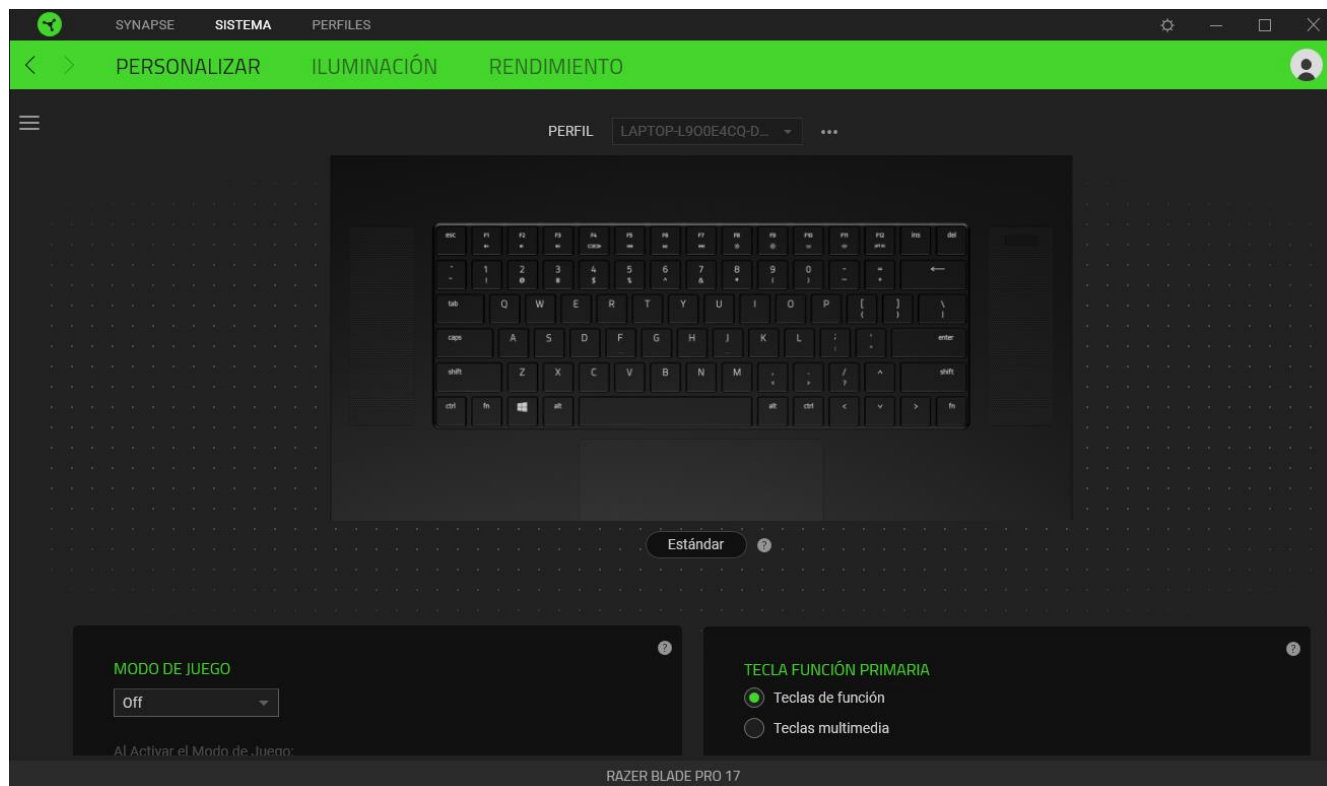 SYNAPSE SISTEMA PERFILES
PERSONALIZAR ILUMINACIÓN RENDIMIENTO
PERFIL LAPTOP-L9O0E4CQ-D... ...
esc F1 F2 F3 F4 F5 F6 F7 F8 F9 F10 F11 F12 ins del
1 2 3 4 5 6 7 8 9 0 - = ←
! @ # $ % ^ & * ( ) — +
tab Q W E R T Y U I O P [ ] \
{ } |
caps A S D F G H J K L ; ' enter
shift Z X C V B N M , . / ^ shift
?
ctrl fn alt alt ctrl < v > fn
Estándar ?
MODO DE JUEGO ?
Off
Al Activar el Modo de Juego:
TECLA FUNCIÓN PRIMARIA ?
Teclas de función
Teclas multimedia
RAZER BLADE PRO 17